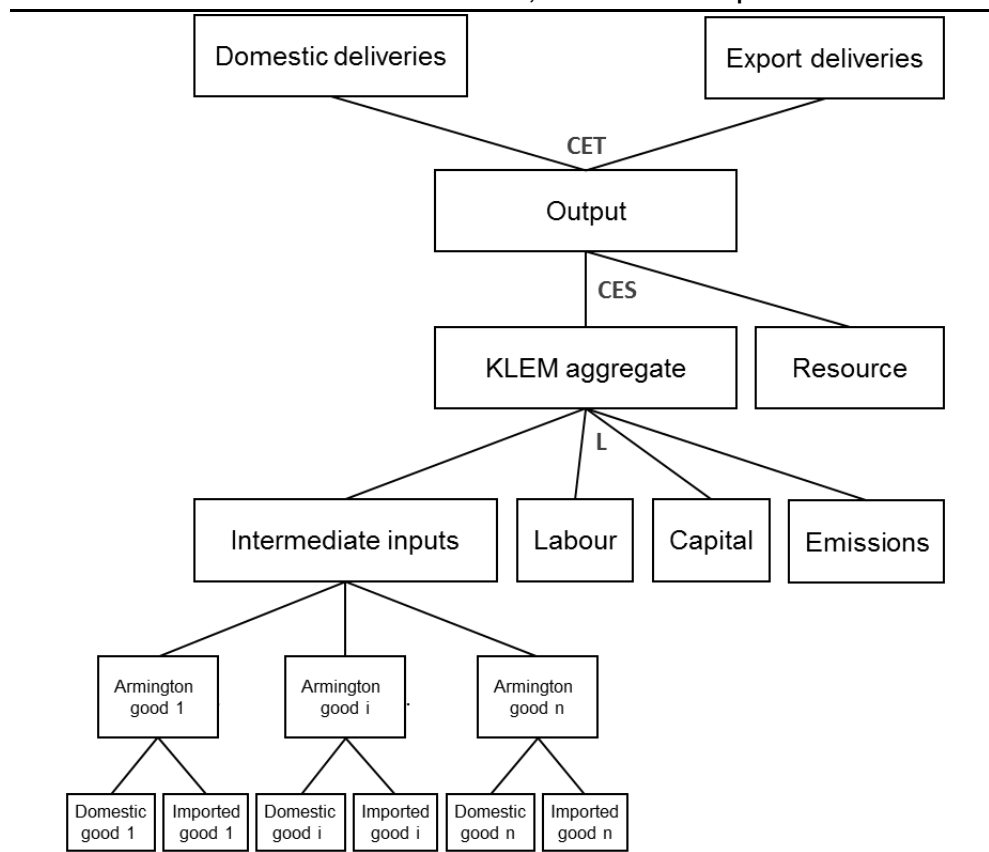 Domestic deliveries
Export deliveries
CET
Output
CES
KLEM aggregate
Resource
L
Intermediate inputs
Labour
Capital
Emissions
Armington
good 1
Armington
good i
.
Armington
good n
Domestic
good 1
Imported
good 1
Domestic
good i
Imported
good i
Domestic
good n
Imported
good n